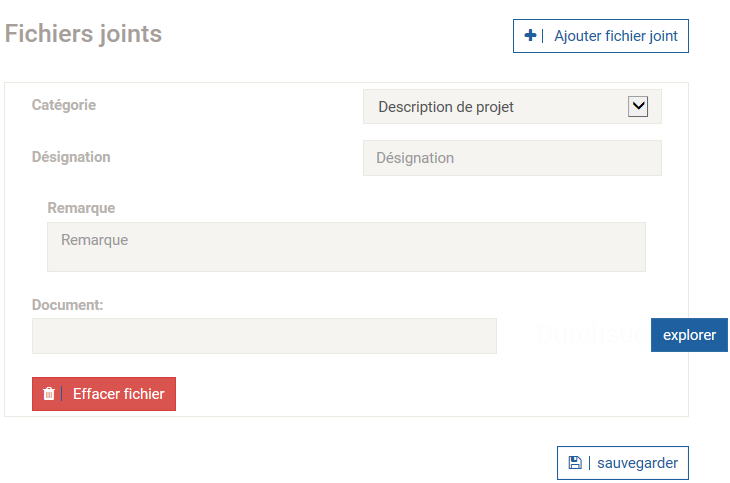 Fichiers joints
Ajouter fichier joint
Catégorie
Description de projet
Désignation
Désignation
Remarque
Remarque
Document:
explorer
Effacer fichier
sauvegarder